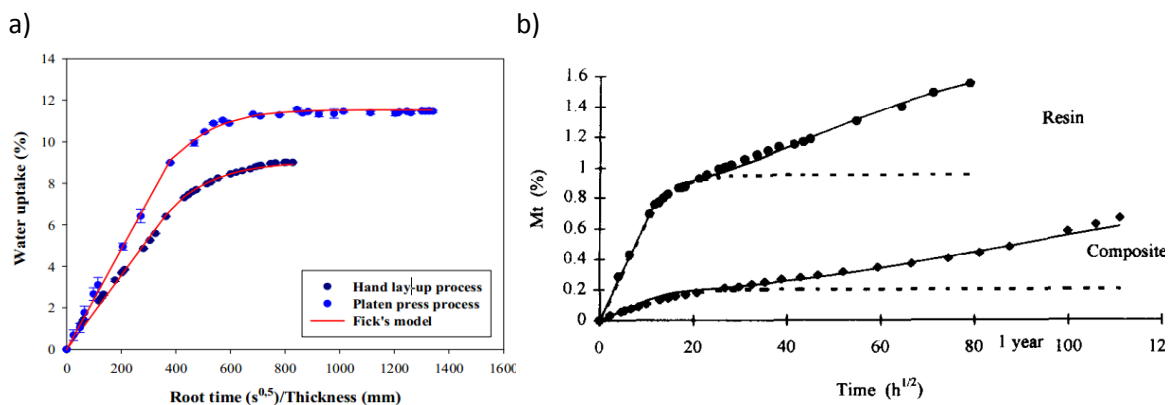 a)
14
12
10
8
6
4
2
0
Water uptake (%)
0 200 400 600 800 1000 1200 1400 1600
Root time (s0,5)/Thickness (mm)
Hand lay-up process
Platen press process
Fick's model
b)
1.6
1.4
1.2
1
0.8
0.6
0.4
0.2
0
Mt (%)
Resin
Composite
1 year
0 20 40 60 80 100 12
Time (h1/2)